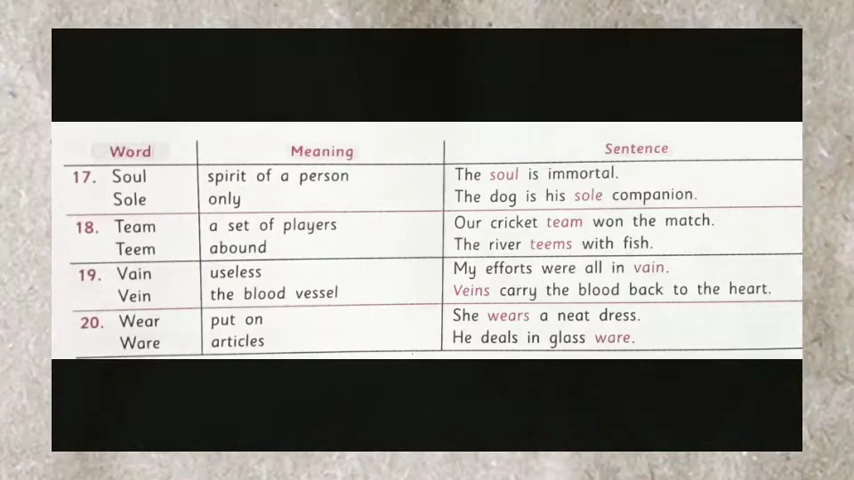 Word Meaning Sentence
17. Soul spirit of a person The soul is immortal.
Sole only The dog is his sole companion.
18. Team a set of players Our cricket team won the match.
Teem abound The river teems with fish.
19. Vain useless My efforts were all in vain.
Vein the blood vessel Veins carry the blood back to the heart.
20. Wear put on She wears a neat dress.
Ware articles He deals in glass ware.